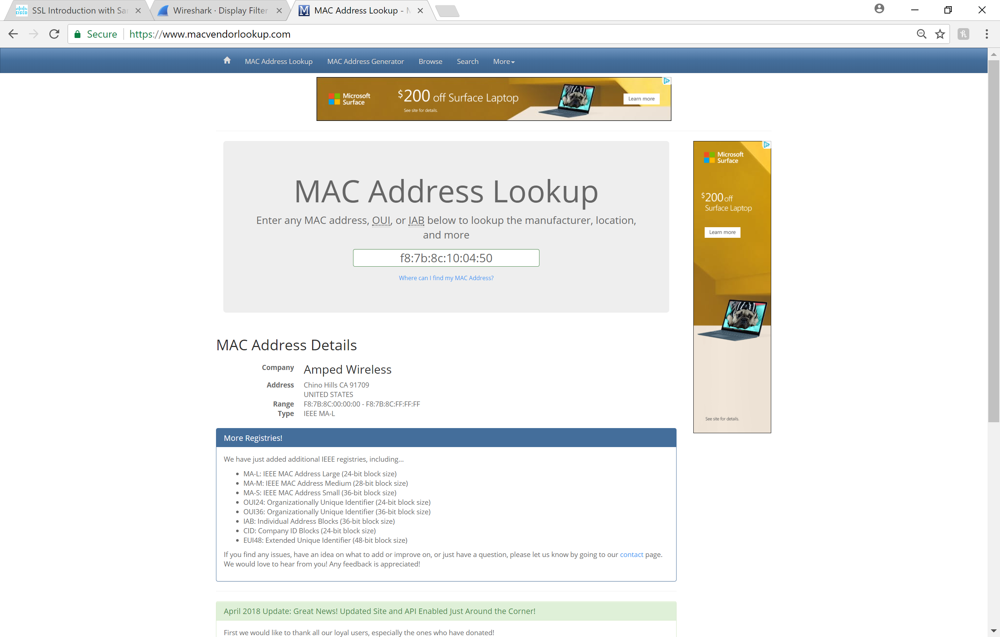 SSL Introduction with Sar
Wireshark · Display Filter
MAC Address Lookup - M
Secure
https://www.macvendorlookup.com
MAC Address Lookup
MAC Address Generator
Browse
Search
More
Microsoft
Surface
$200 off Surface Laptop
See site for details.
Learn more
MAC Address Lookup
Enter any MAC address, OUI, or IAB below to lookup the manufacturer, location,
and more
f8:7b:8c:10:04:50
Where can I find my MAC Address?
Microsoft
Surface
$200 off
Surface Laptop
Learn more
See site for details.
MAC Address Details
Company Amped Wireless
Address Chino Hills CA 91709
UNITED STATES
Range F8:7B:8C:00:00:00 - F8:7B:8C:FF:FF:FF
Type IEEE MA-L
More Registries!
We have just added additional IEEE registries, including...
• MA-L: IEEE MAC Address Large (24-bit block size)
• MA-M: IEEE MAC Address Medium (28-bit block size)
• MA-S: IEEE MAC Address Small (36-bit block size)
• OUI24: Organizationally Unique Identifier (24-bit block size)
• OUI36: Organizationally Unique Identifier (36-bit block size)
• IAB: Individual Address Blocks (36-bit block size)
• CID: Company ID Blocks (24-bit block size)
• EUI48: Extended Unique Identifier (48-bit block size)
If you find any issues, have an idea on what to add or improve on, or just have a question, please let us know by going to our contact page.
We would love to hear from you! Any feedback is appreciated!
April 2018 Update: Great News! Updated Site and API Enabled Just Around the Corner!
First we would like to thank all our loyal users, especially the ones who have donated!